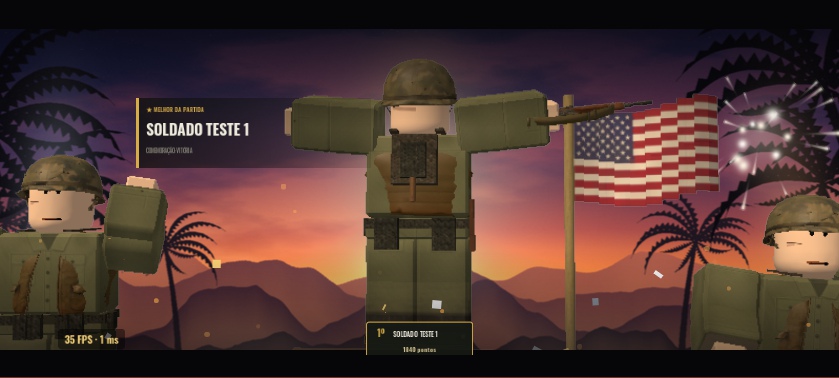 ★ MELHOR DA PARTIDA
SOLDADO TESTE 1
COMEMORAÇÃO: VITÓRIA
35 FPS · 1 ms
1º SOLDADO TESTE 1
1840 pontos